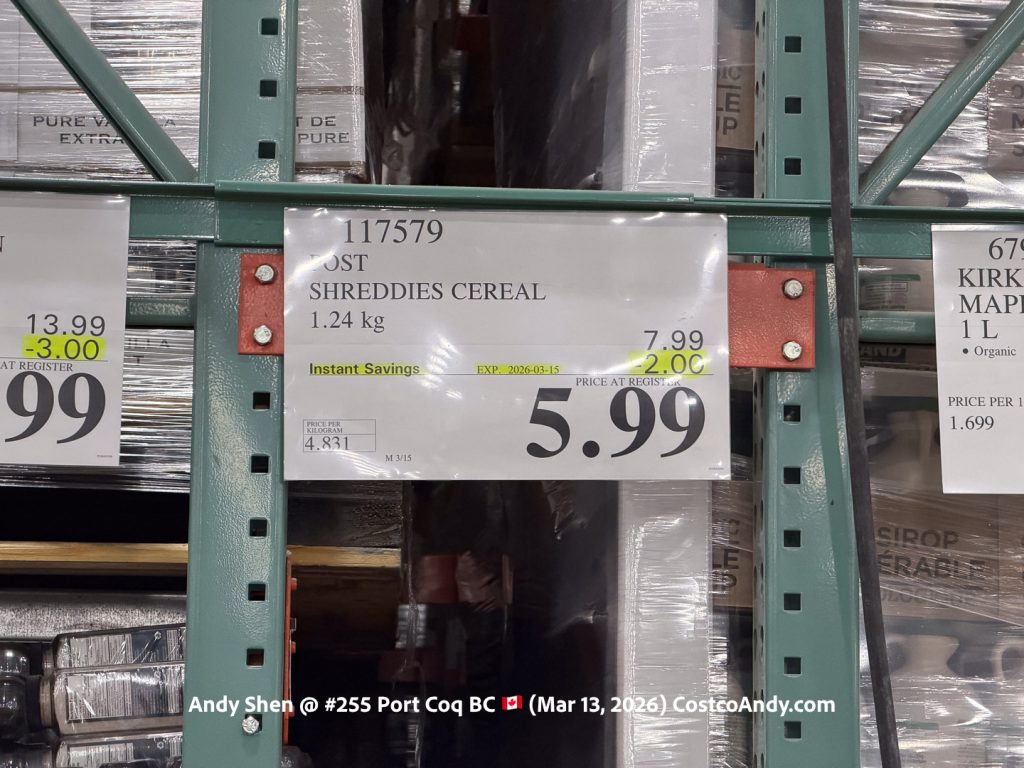 PURE VANILLA
EXTRA
T DE
PURE
117579
POST
SHREDDIES CEREAL
1.24 kg
7.99
-2.00
Instant Savings EXP. 2026-03-15
PRICE AT REGISTER
5.99
PRICE PER
KILOGRAM
4.831
M 3/15
N
13.99
-3.00
AT REGISTER
99
679
KIRK
MAPL
1 L
• Organic
PRICE PER 1
1.699
SIROP
ÉRABLE
Andy Shen @ #255 Port Coq BC 🇨🇦 (Mar 13, 2026) CostcoAndy.com